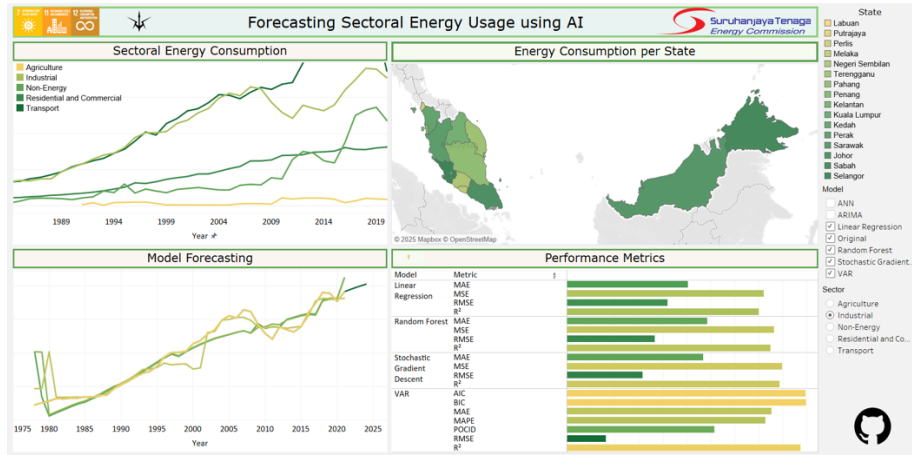 Forecasting Sectoral Energy Usage using AI
Suruhanjaya Tenaga
Energy Commission
Sectoral Energy Consumption
Agriculture
Industrial
Non-Energy
Residential and Commercial
Transport
1989 1994 1999 2004 2009 2014 2019
Year
Energy Consumption per State
© 2025 Mapbox © OpenStreetMap
State
Labuan
Putrajaya
Perlis
Melaka
Negeri Sembilan
Terengganu
Pahang
Penang
Kelantan
Kuala Lumpur
Kedah
Perak
Sarawak
Johor
Sabah
Selangor
Model
ANN
ARIMA
Linear Regression
Original
Random Forest
Stochastic Gradient..
VAR
Sector
Agriculture
Industrial
Non-Energy
Residential and Co...
Transport
Model Forecasting
1975 1980 1985 1990 1995 2000 2005 2010 2015 2020 2025
Year
Performance Metrics
Model Metric
Linear MAE
Regression MSE
RMSE
R²
Random Forest MAE
MSE
RMSE
R²
Stochastic MAE
Gradient MSE
Descent RMSE
R²
VAR AIC
BIC
MAE
MAPE
POCID
RMSE
R²